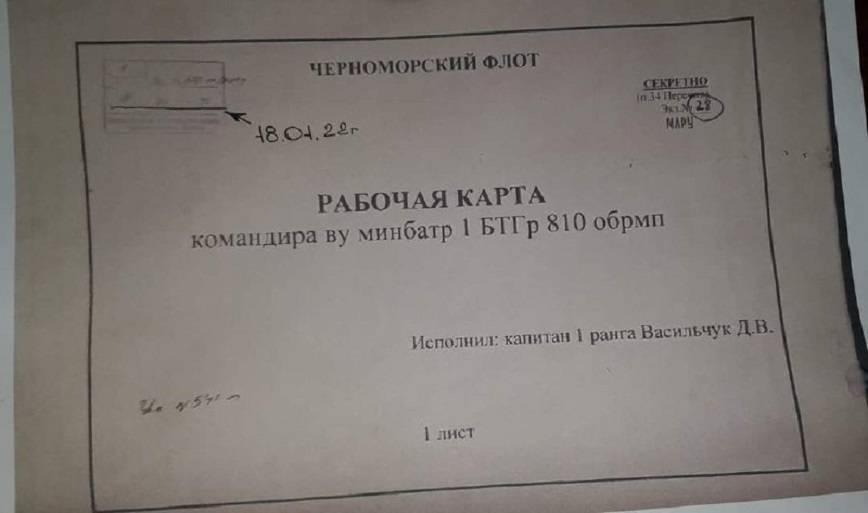 ЧЕРНОМОРСКИЙ ФЛОТ
СЕКРЕТНО
Экз.№ 28
МАРУ
18.01.22г
РАБОЧАЯ КАРТА
командира ву минбатр 1 БТГр 810 обрмп
Исполнил: капитан 1 ранга Васильчук Д.В.
1 лист